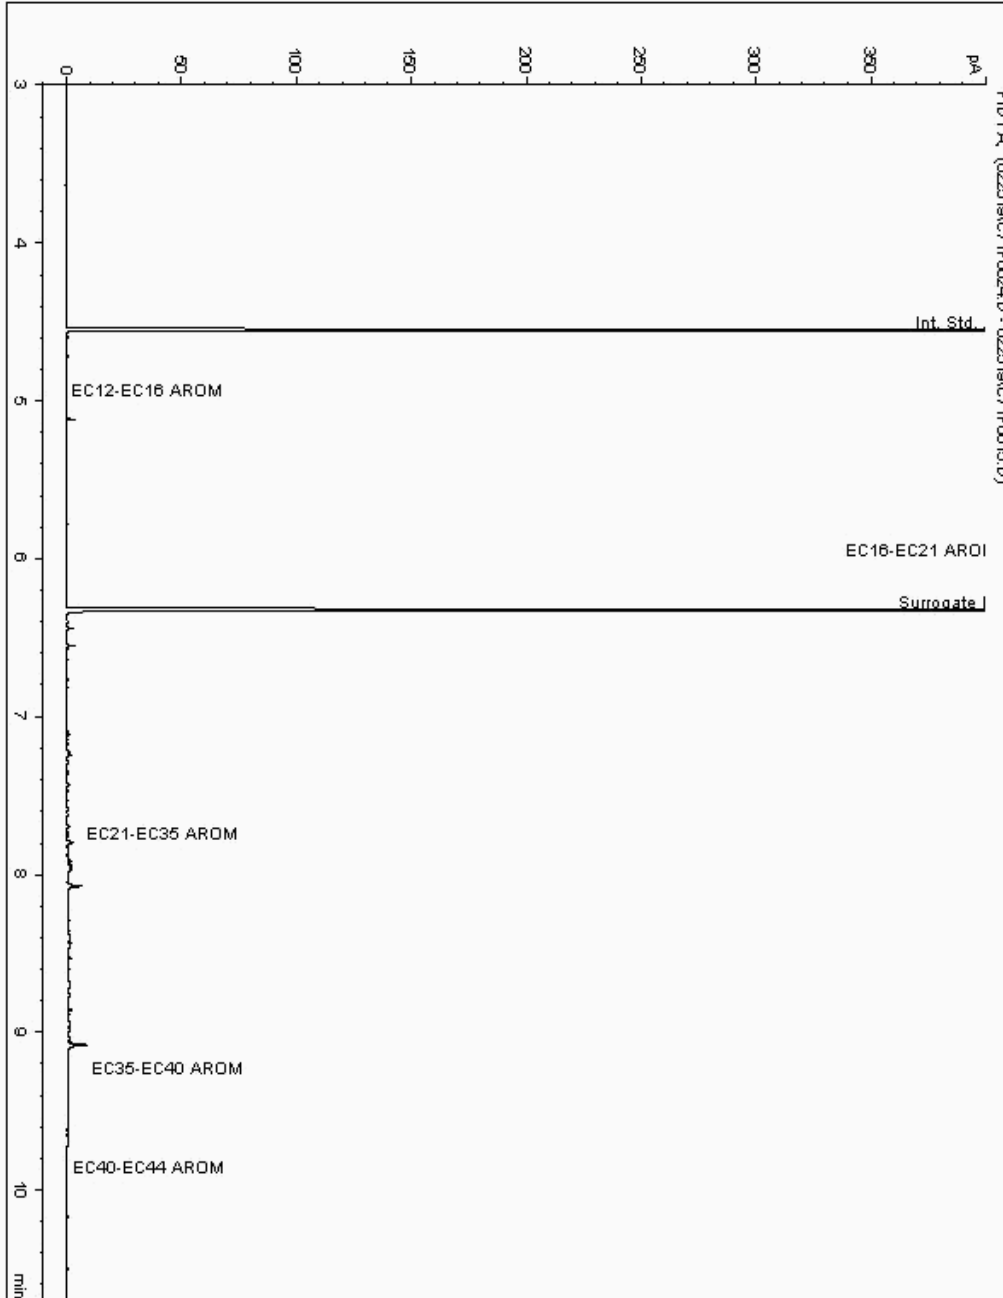 0
50
100
150
200
250
300
350
pA
3
Int. Std.
4
EC12-EC16 AROM
5
EC16-EC21 AROI
6
Surrogate
7
EC21-EC35 AROM
8
9
EC35-EC40 AROM
EC40-EC44 AROM
10
min